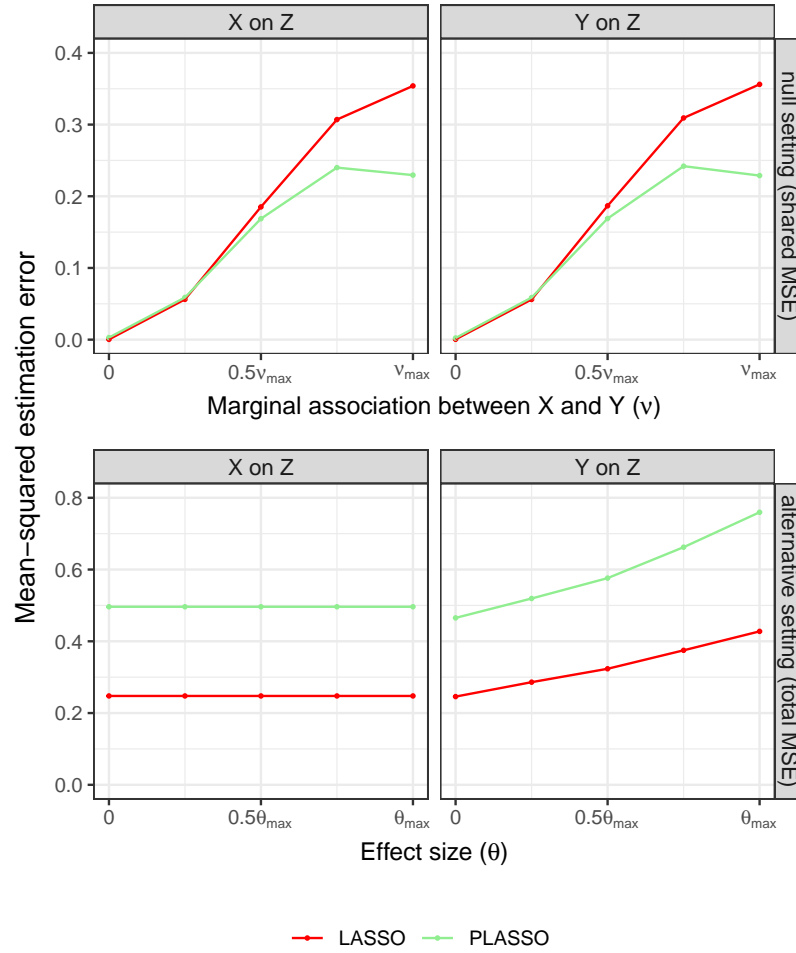 X on Z
Y on Z
0.4
0.3
0.2
0.1
0.0
null setting (shared MSE)
0
0.5νmax
νmax
0
0.5νmax
νmax
Marginal association between X and Y (ν)
Mean−squared estimation error
X on Z
Y on Z
0.8
0.6
0.4
0.2
0.0
alternative setting (total MSE)
0
0.5θmax
θmax
0
0.5θmax
θmax
Effect size (θ)
LASSO
PLASSO